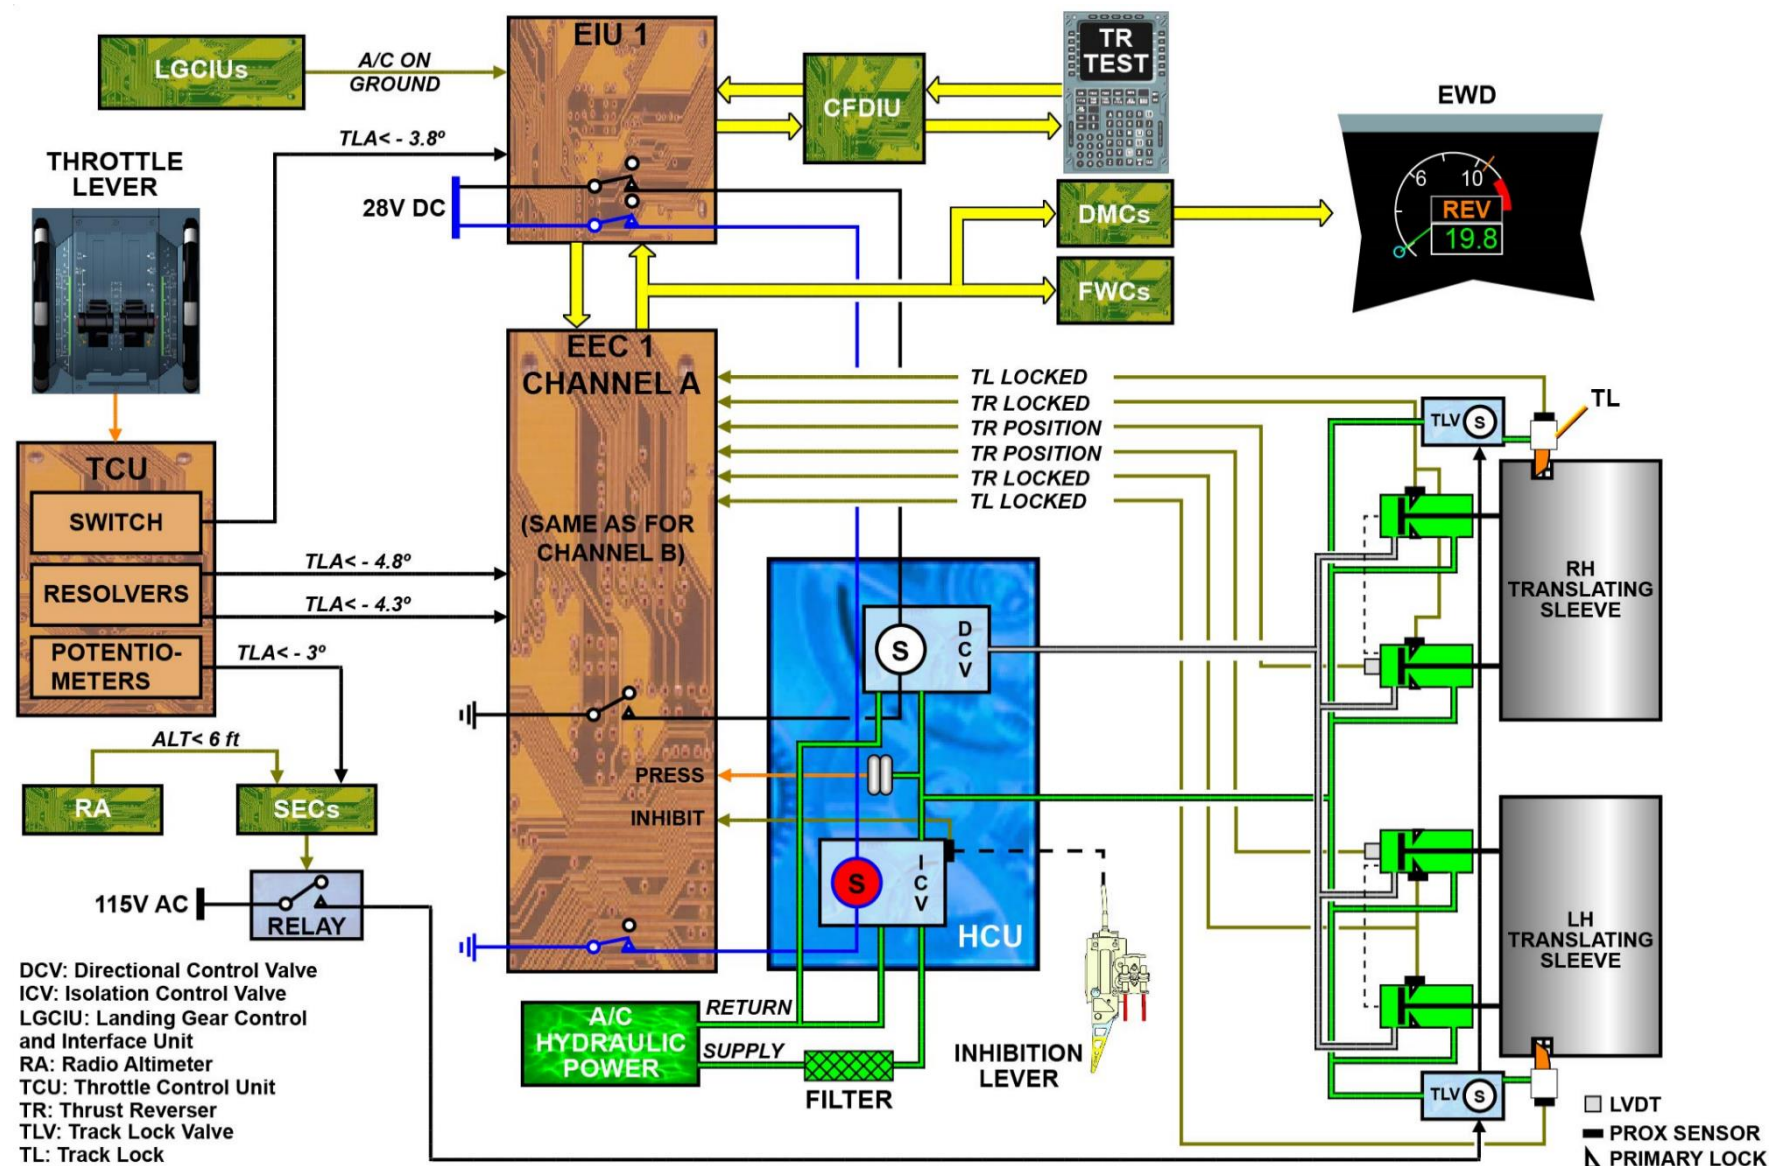 EIU 1
LGCIUs
A/C ON
GROUND
TLA< - 3.8º
28V DC
CFDIU
TR
TEST
EWD
6
10
REV
19.8
DMCs
FWCs
THROTTLE
LEVER
TCU
SWITCH
RESOLVERS
POTENTIO-
METERS
TLA< - 4.8º
TLA< - 4.3º
TLA< - 3º
ALT< 6 ft
RA
SECs
115V AC
RELAY
EEC 1
CHANNEL A
(SAME AS FOR
CHANNEL B)
PRESS
INHIBIT
TL LOCKED
TR LOCKED
TR POSITION
TR POSITION
TR LOCKED
TL LOCKED
S
DCV
S
ICV
HCU
A/C
HYDRAULIC
POWER
RETURN
SUPPLY
FILTER
INHIBITION
LEVER
TLV S
TL
RH
TRANSLATING
SLEEVE
LH
TRANSLATING
SLEEVE
TLV S
LVDT
PROX SENSOR
PRIMARY LOCK
DCV: Directional Control Valve
ICV: Isolation Control Valve
LGCIU: Landing Gear Control
and Interface Unit
RA: Radio Altimeter
TCU: Throttle Control Unit
TR: Thrust Reverser
TLV: Track Lock Valve
TL: Track Lock